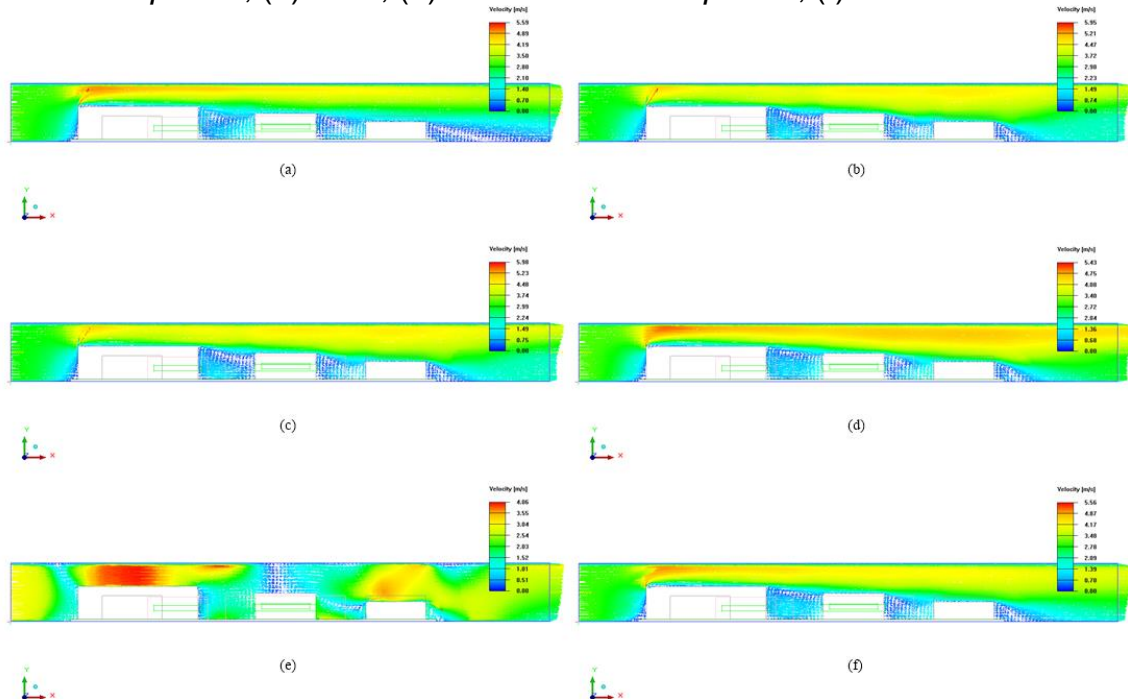 Velocity [m/s]
5.59
4.89
4.19
3.50
2.80
2.10
1.40
0.70
0.00
(a)
Y
X
Velocity [m/s]
5.95
5.21
4.47
3.72
2.98
2.23
1.49
0.74
0.00
(b)
Y
X
Velocity [m/s]
5.98
5.23
4.48
3.74
2.99
2.24
1.49
0.75
0.00
(c)
Y
X
Velocity [m/s]
5.43
4.75
4.08
3.40
2.72
2.04
1.36
0.68
0.00
(d)
Y
X
Velocity [m/s]
4.06
3.55
3.04
2.54
2.03
1.52
1.01
0.51
0.00
(e)
Y
X
Velocity [m/s]
5.56
4.87
4.17
3.48
2.78
2.09
1.39
0.70
0.00
(f)
Y
X